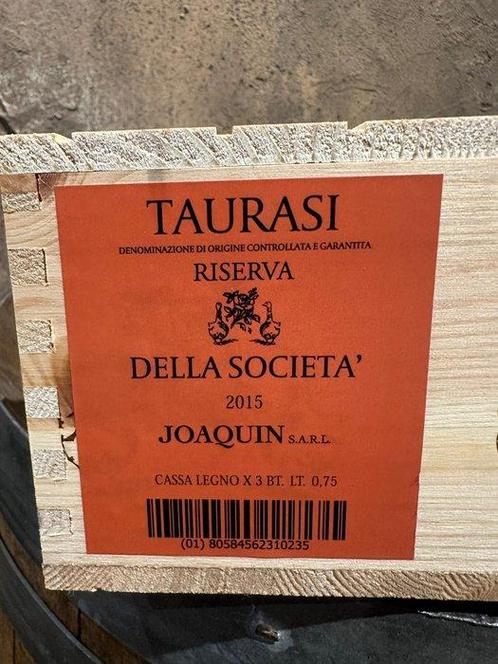 TAURASI
DENOMINAZIONE DI ORIGINE CONTROLLATA E GARANTITA
RISERVA
DELLA SOCIETA'
2015
JOAQUIN S.A.R.L.
CASSA LEGNO X 3 BT. LT. 0,75
(01) 80584562310235